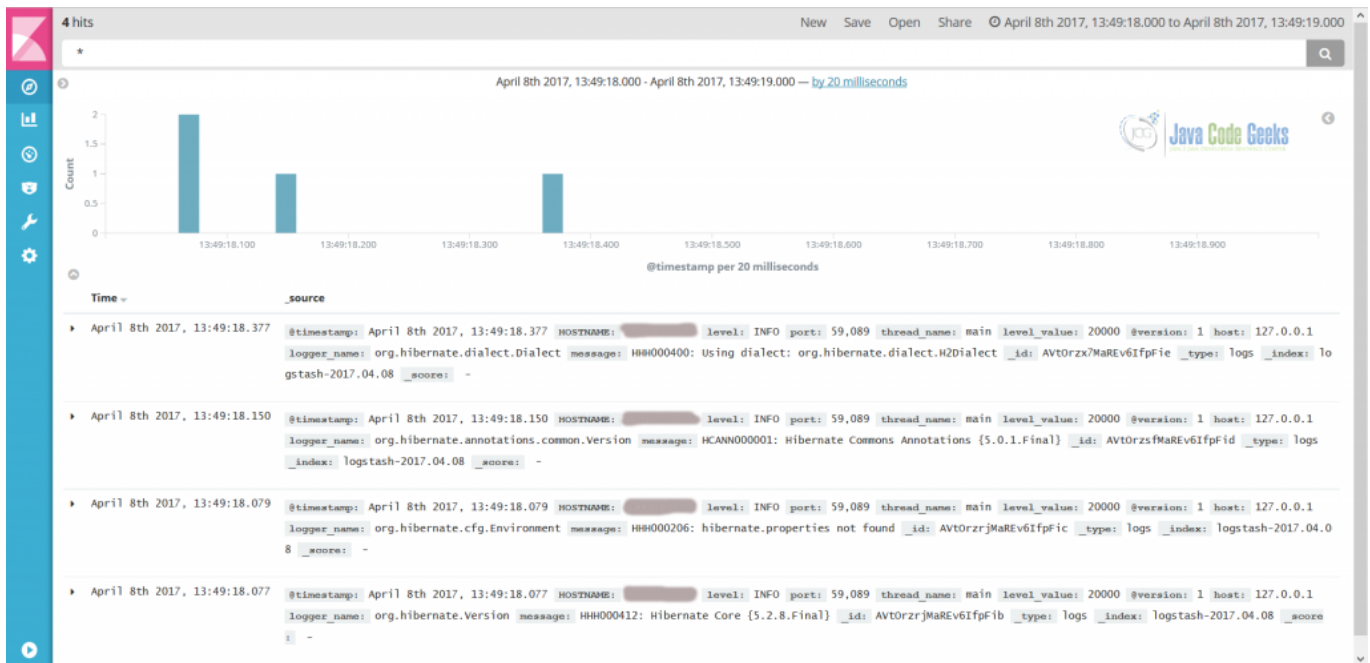 4 hits New Save Open Share April 8th 2017, 13:49:18.000 to April 8th 2017, 13:49:19.000
*
April 8th 2017, 13:49:18.000 - April 8th 2017, 13:49:19.000 — by 20 milliseconds
JCG Java Code Geeks
2
1.5
1
0.5
0
Count
13:49:18.100 13:49:18.200 13:49:18.300 13:49:18.400 13:49:18.500 13:49:18.600 13:49:18.700 13:49:18.800 13:49:18.900
@timestamp per 20 milliseconds
Time _source
April 8th 2017, 13:49:18.377 @timestamp: April 8th 2017, 13:49:18.377 HOSTNAME: level: INFO port: 59,089 thread_name: main level_value: 20000 @version: 1 host: 127.0.0.1
logger_name: org.hibernate.dialect.Dialect message: HHH000400: Using dialect: org.hibernate.dialect.H2Dialect _id: AVtOrzx7MaREv6IfpFie _type: logs _index: lo
gstash-2017.04.08 _score: -
April 8th 2017, 13:49:18.150 @timestamp: April 8th 2017, 13:49:18.150 HOSTNAME: level: INFO port: 59,089 thread_name: main level_value: 20000 @version: 1 host: 127.0.0.1
logger_name: org.hibernate.annotations.common.Version message: HCANN000001: Hibernate Commons Annotations {5.0.1.Final} _id: AVtOrzsfMaREv6IfpFid _type: logs
_index: logstash-2017.04.08 _score: -
April 8th 2017, 13:49:18.079 @timestamp: April 8th 2017, 13:49:18.079 HOSTNAME: level: INFO port: 59,089 thread_name: main level_value: 20000 @version: 1 host: 127.0.0.1
logger_name: org.hibernate.cfg.Environment message: HHH000206: hibernate.properties not found _id: AVtOrzrjMaREv6IfpFic _type: logs _index: logstash-2017.04.0
8 _score: -
April 8th 2017, 13:49:18.077 @timestamp: April 8th 2017, 13:49:18.077 HOSTNAME: level: INFO port: 59,089 thread_name: main level_value: 20000 @version: 1 host: 127.0.0.1
logger_name: org.hibernate.Version message: HHH000412: Hibernate Core {5.2.8.Final} _id: AVtOrzrjMaREv6IfpFib _type: logs _index: logstash-2017.04.08 _score
: -